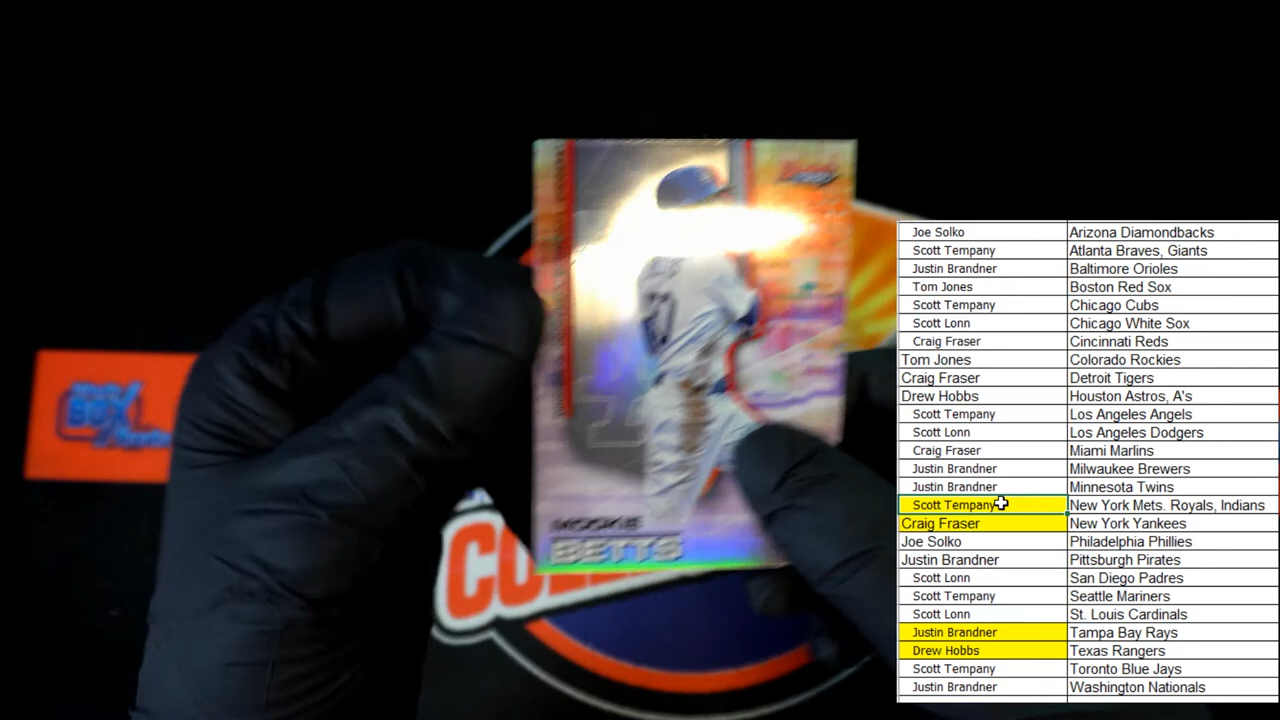 BOX
MOOKIE
BETTS
Joe Solko Arizona Diamondbacks
Scott Tempany Atlanta Braves, Giants
Justin Brandner Baltimore Orioles
Tom Jones Boston Red Sox
Scott Tempany Chicago Cubs
Scott Lonn Chicago White Sox
Craig Fraser Cincinnati Reds
Tom Jones Colorado Rockies
Craig Fraser Detroit Tigers
Drew Hobbs Houston Astros, A's
Scott Tempany Los Angeles Angels
Scott Lonn Los Angeles Dodgers
Craig Fraser Miami Marlins
Justin Brandner Milwaukee Brewers
Justin Brandner Minnesota Twins
Scott Tempany New York Mets. Royals, Indians
Craig Fraser New York Yankees
Joe Solko Philadelphia Phillies
Justin Brandner Pittsburgh Pirates
Scott Lonn San Diego Padres
Scott Tempany Seattle Mariners
Scott Lonn St. Louis Cardinals
Justin Brandner Tampa Bay Rays
Drew Hobbs Texas Rangers
Scott Tempany Toronto Blue Jays
Justin Brandner Washington Nationals